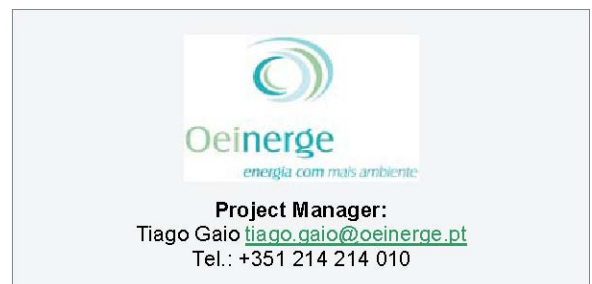 Oeinerge
energia com mais ambiente
Project Manager:
Tiago Gaio tiago.gaio@oeinerge.pt
Tel.: +351 214 214 010